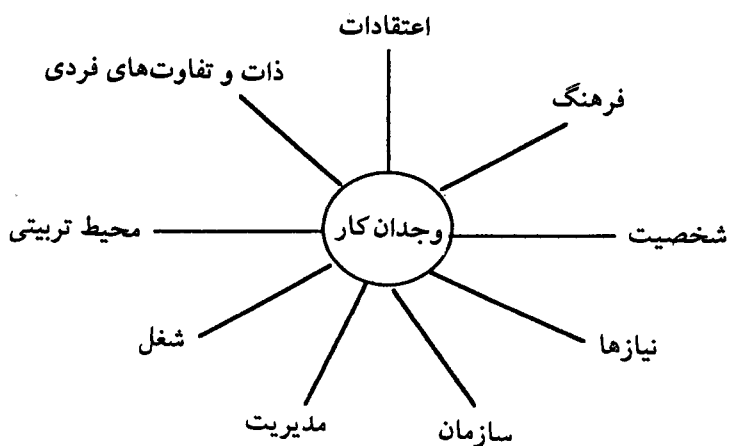 اعتقادات
ذات و تفاوت‌های فردی
فرهنگ
وجدان کار
محیط تربیتی
شخصیت
شغل
نیازها
مدیریت
سازمان